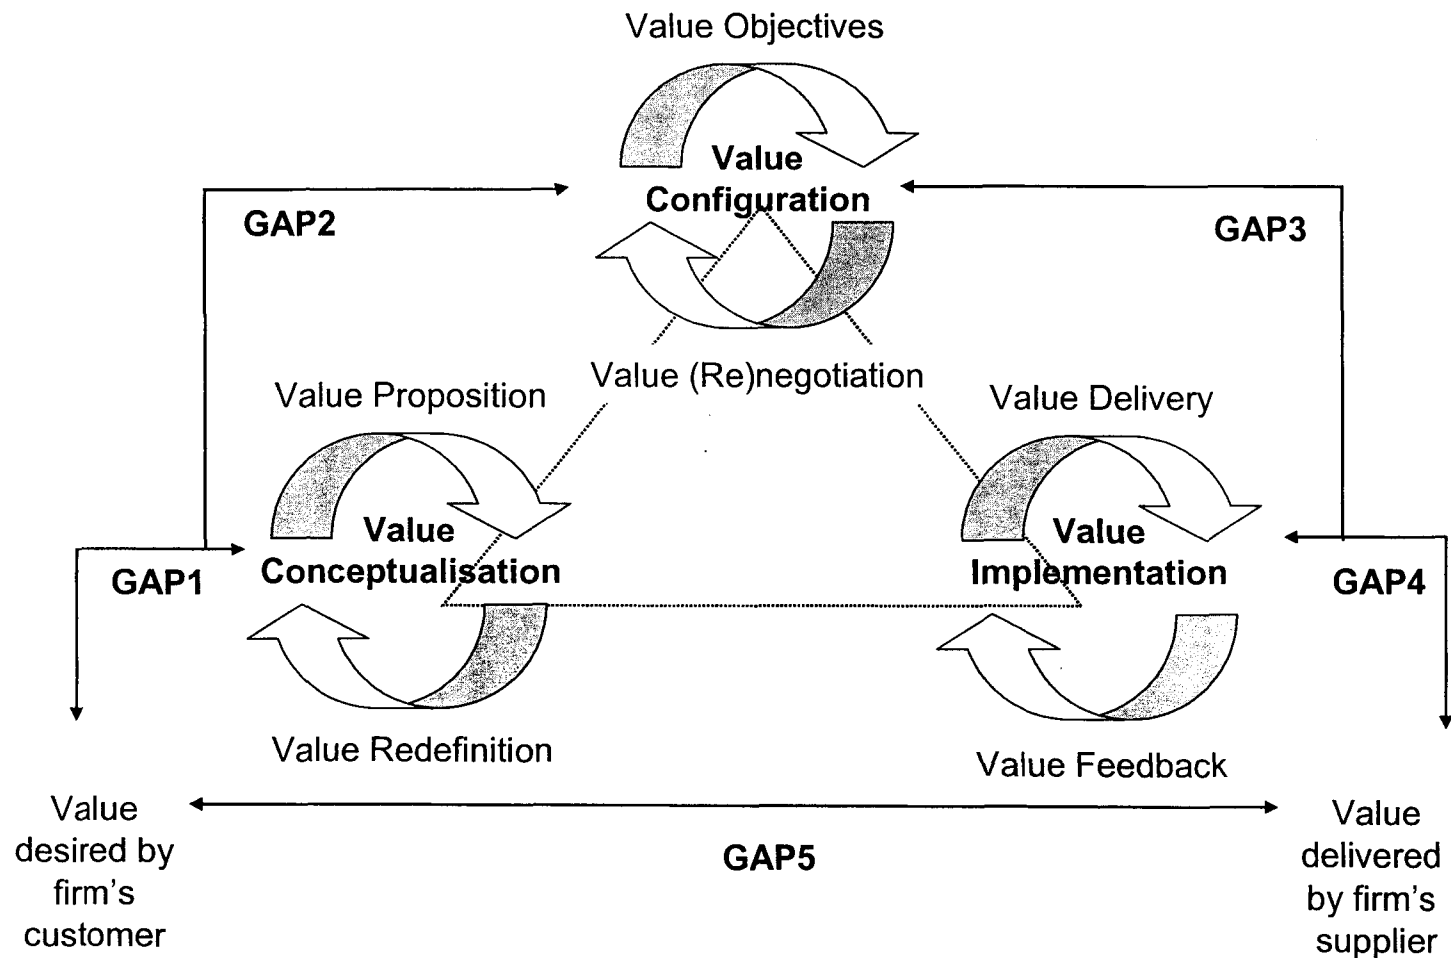 Value Objectives
Value
Configuration
GAP2
GAP3
Value (Re)negotiation
Value Proposition
Value Delivery
Value
Conceptualisation
Value
Implementation
GAP1
GAP4
Value Redefinition
Value Feedback
Value
desired by
firm's
customer
GAP5
Value
delivered
by firm's
supplier